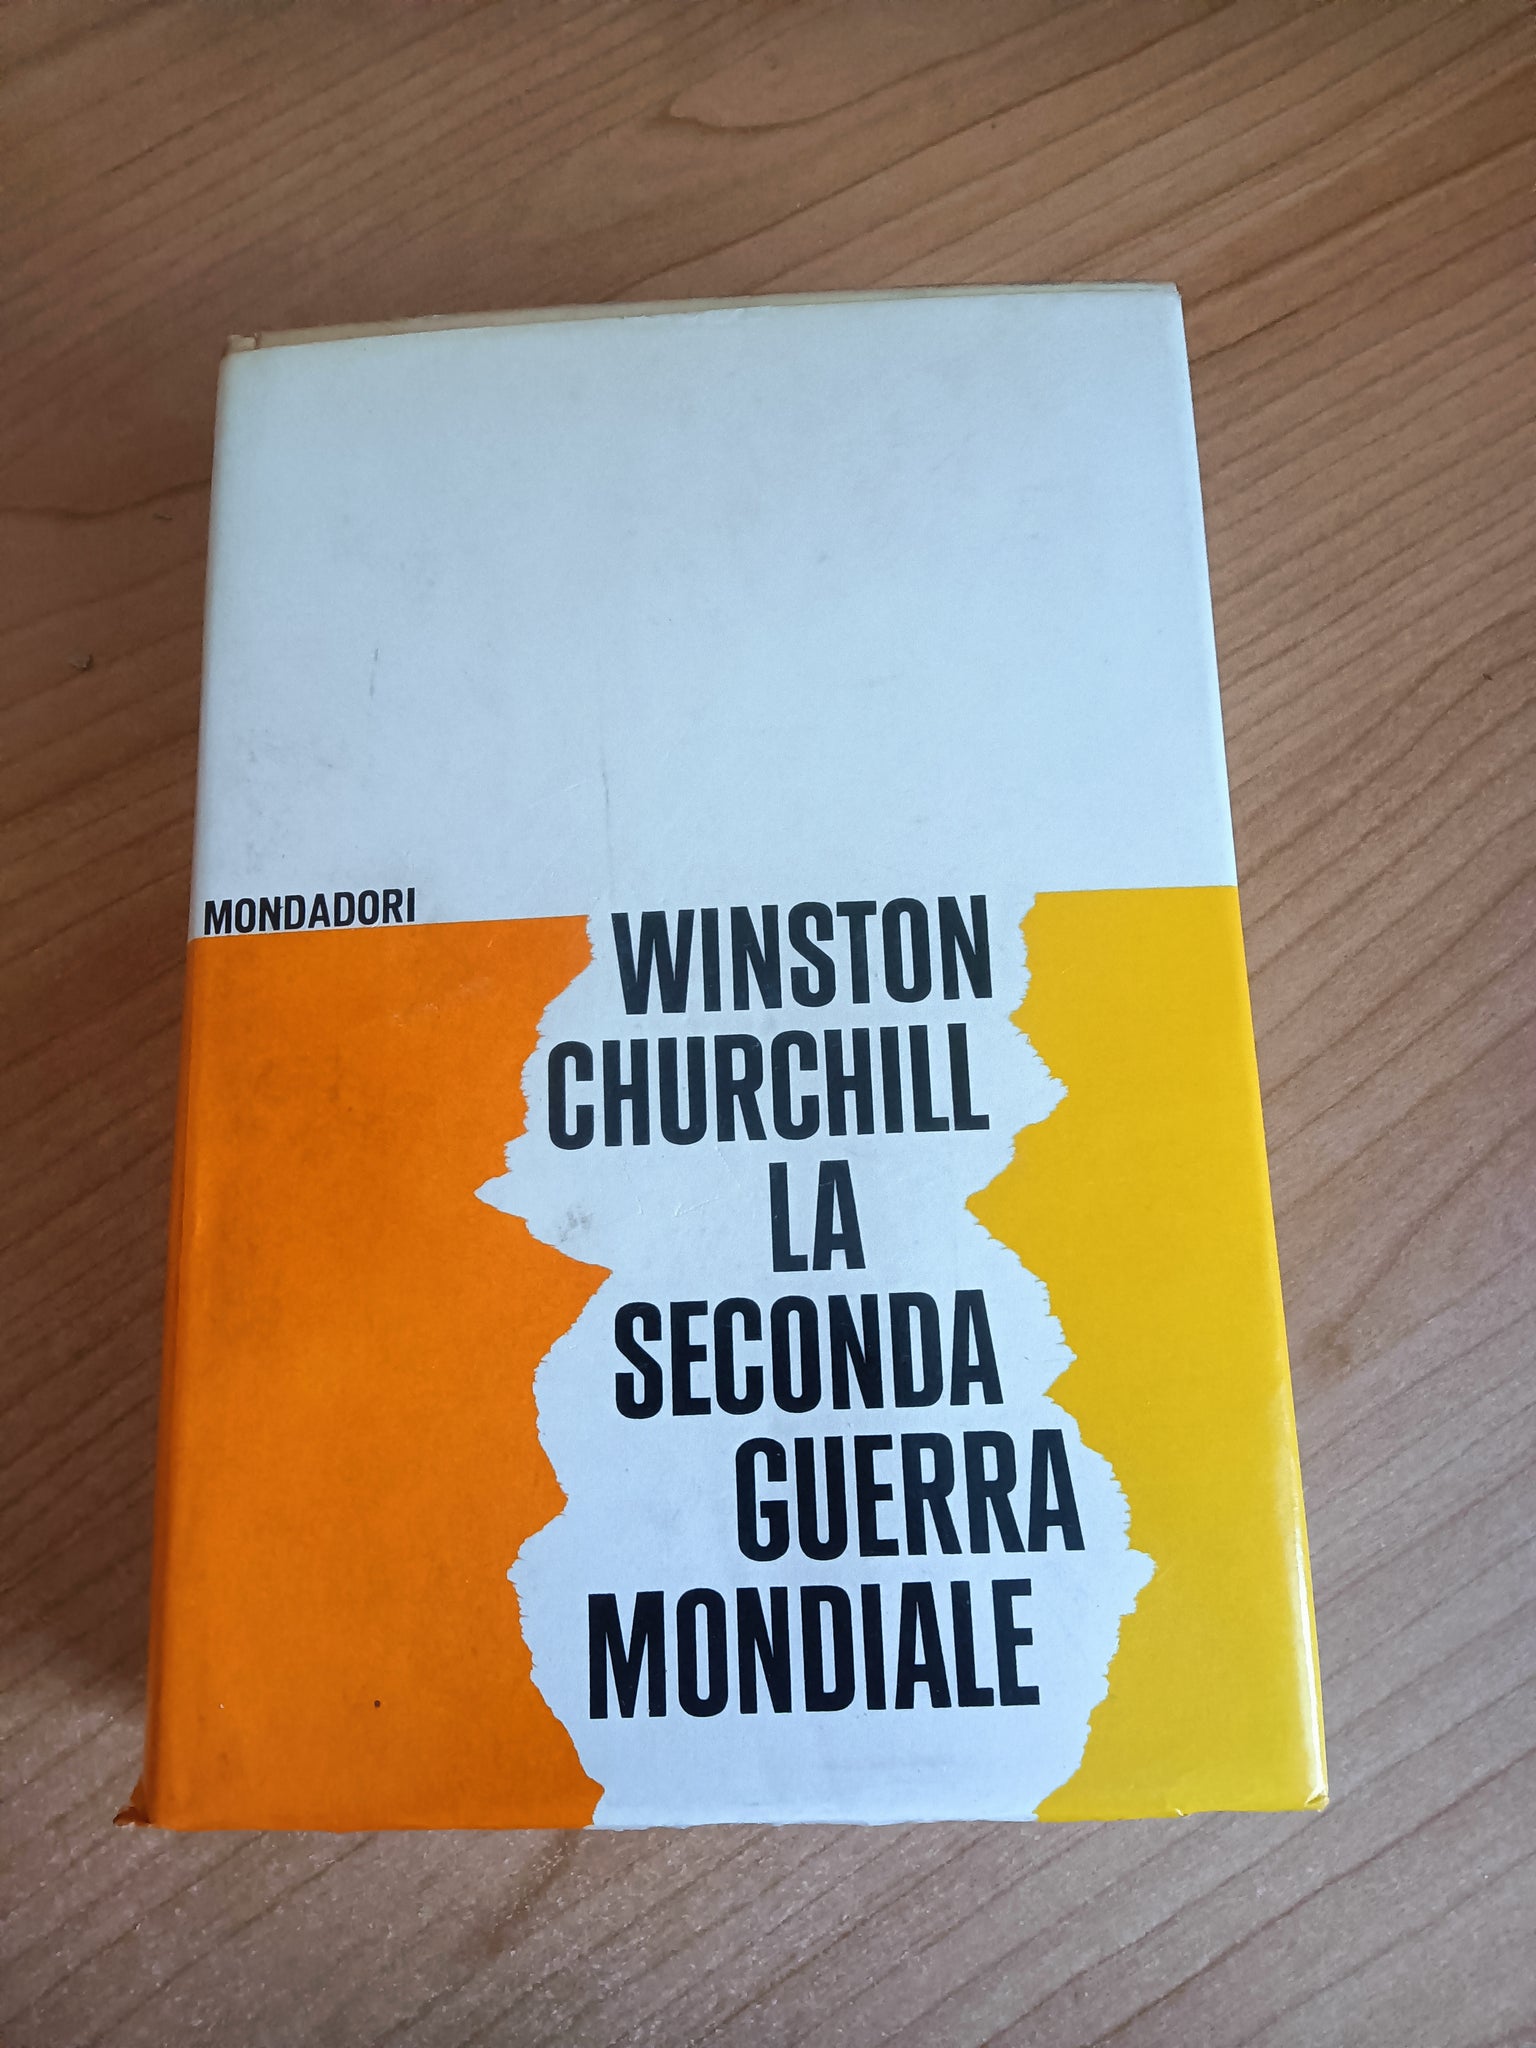 MONDADORI
WINSTON
CHURCHILL
LA
SECONDA
GUERRA
MONDIALE